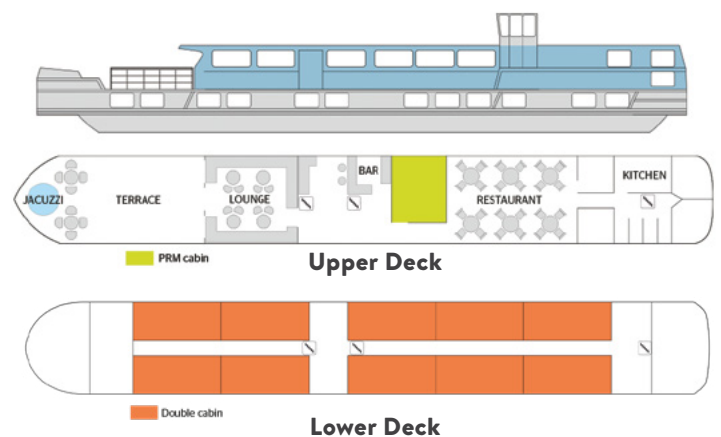 JACUZZI
TERRACE
LOUNGE
BAR
RESTAURANT
KITCHEN
PRM cabin
Upper Deck
Double cabin
Lower Deck